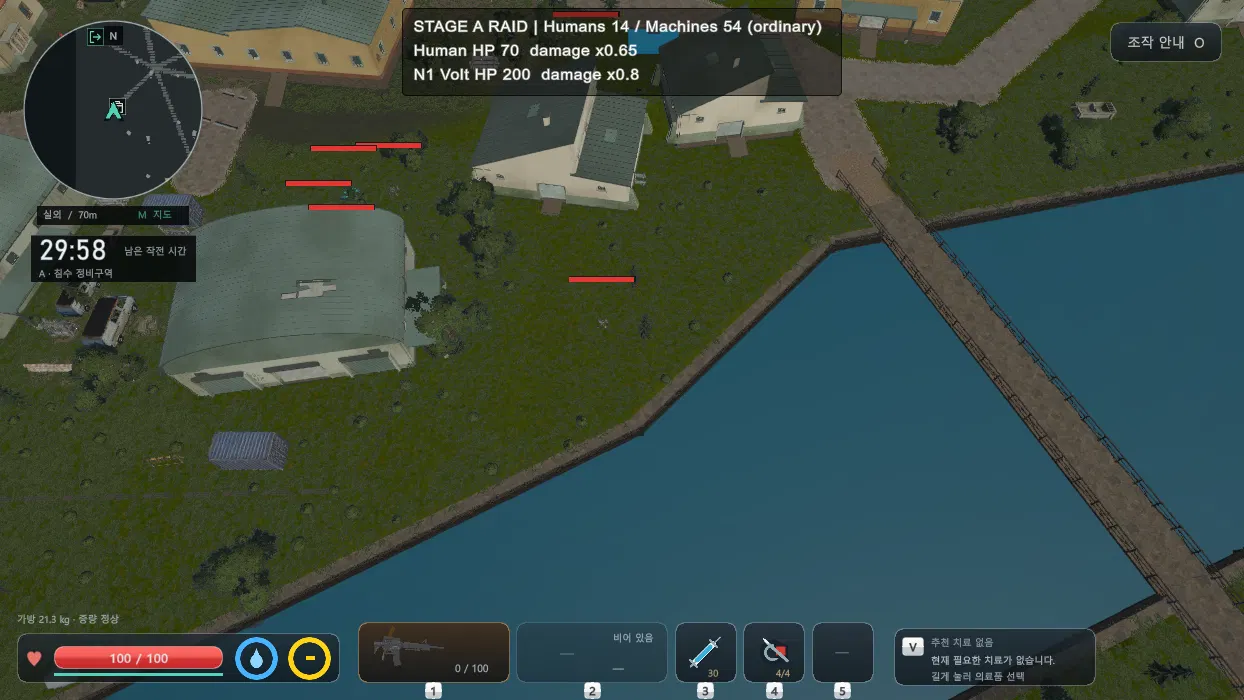 STAGE A RAID | Humans 14 / Machines 54 (ordinary)
Human HP 70 damage x0.65
N1 Volt HP 200 damage x0.8
조작 안내 O
N
실외 / 70m
M 지도
29:58 남은 작전 시간
A · 침수 정비구역
가방 21.3 kg · 중량 정상
100 / 100
0 / 100
비어 있음
30
4/4
1
2
3
4
5
V
추천 치료 없음
현재 필요한 치료가 없습니다.
길게 눌러 의료품 선택